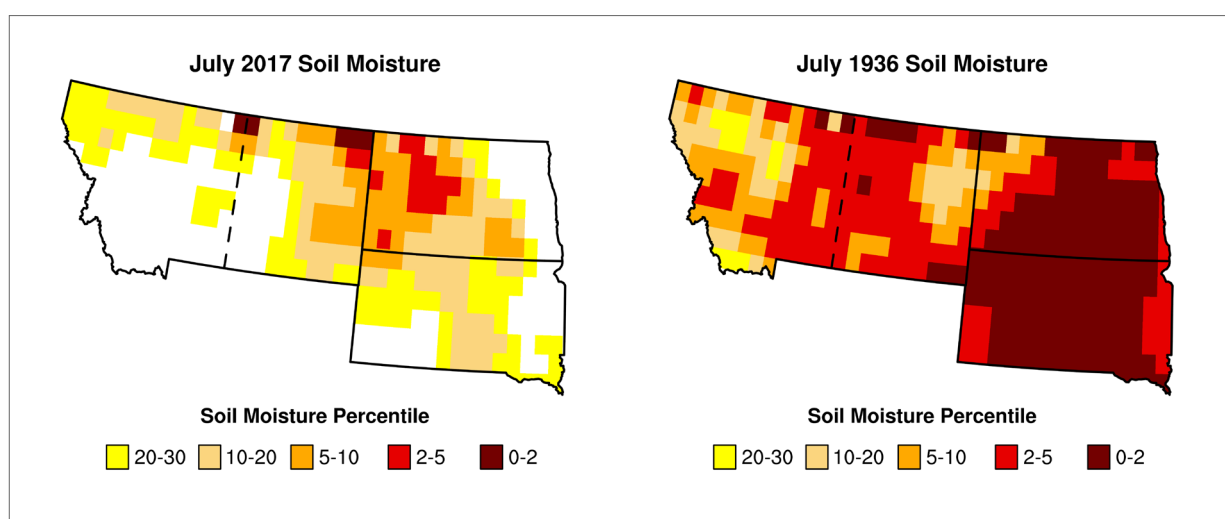 July 2017 Soil Moisture
Soil Moisture Percentile
20-30 10-20 5-10 2-5 0-2
July 1936 Soil Moisture
Soil Moisture Percentile
20-30 10-20 5-10 2-5 0-2